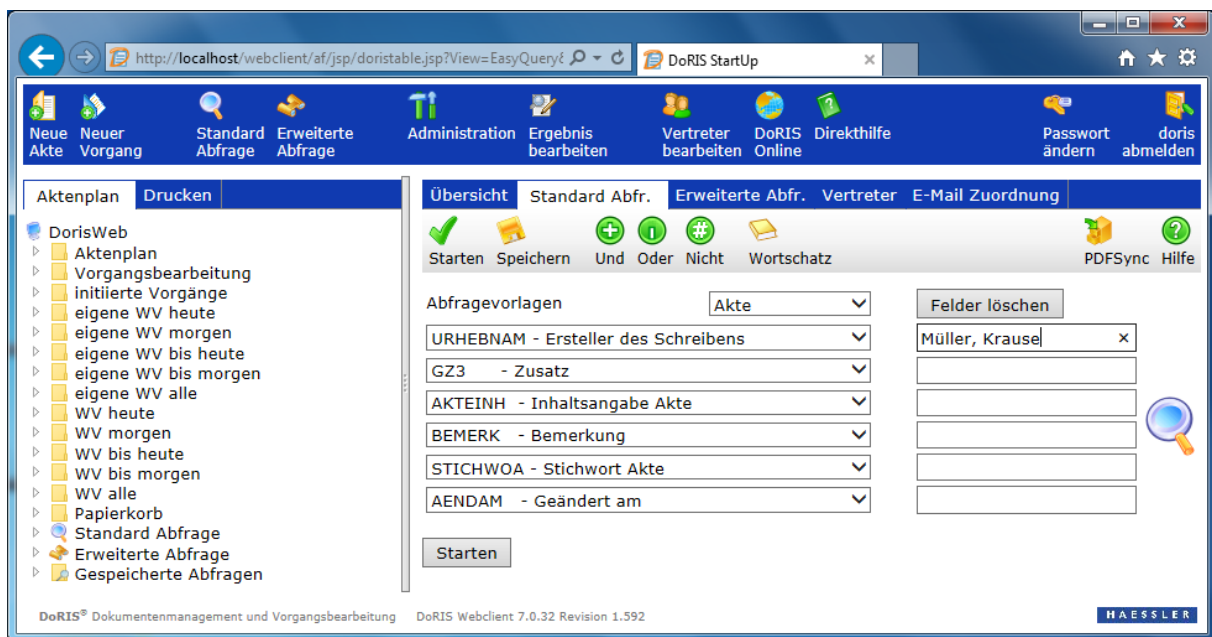 http://localhost/webclient/af/jsp/doristable.jsp?View=EasyQuery
DoRIS StartUp
Neue Akte
Neuer Vorgang
Standard Abfrage
Erweiterte Abfrage
Administration
Ergebnis bearbeiten
Vertreter bearbeiten
DoRIS Online
Direkthilfe
Passwort ändern
doris abmelden
Aktenplan Drucken
DorisWeb
Aktenplan
Vorgangsbearbeitung
initiierte Vorgänge
eigene WV heute
eigene WV morgen
eigene WV bis heute
eigene WV bis morgen
eigene WV alle
WV heute
WV morgen
WV bis heute
WV bis morgen
WV alle
Papierkorb
Standard Abfrage
Erweiterte Abfrage
Gespeicherte Abfragen
Übersicht Standard Abfr. Erweiterte Abfr. Vertreter E-Mail Zuordnung
Starten Speichern Und Oder Nicht Wortschatz PDFSync Hilfe
Abfragevorlagen Akte Felder löschen
URHEBNAM - Ersteller des Schreibens Müller, Krause
GZ3 - Zusatz
AKTEINH - Inhaltsangabe Akte
BEMERK - Bemerkung
STICHWOA - Stichwort Akte
AENDAM - Geändert am
Starten
DoRIS® Dokumentenmanagement und Vorgangsbearbeitung DoRIS Webclient 7.0.32 Revision 1.592
HAESSLER